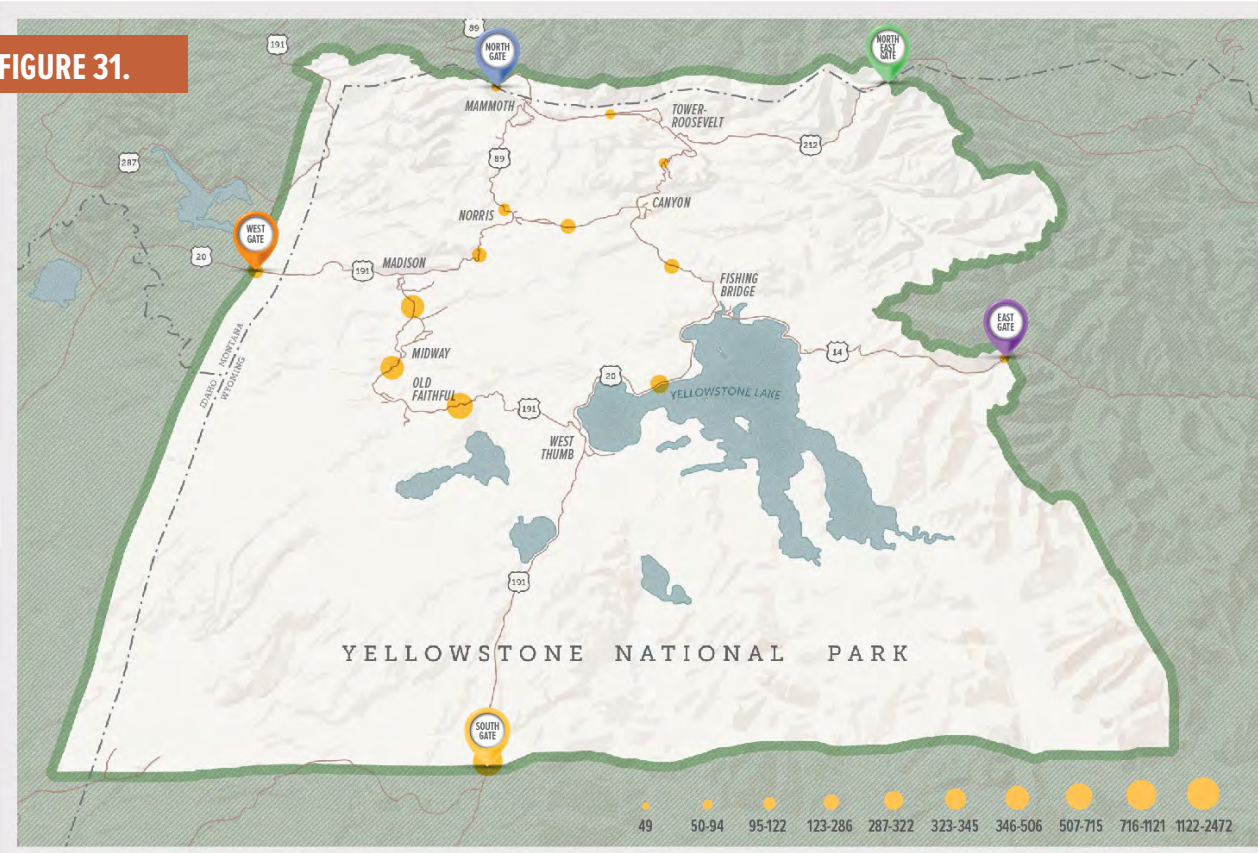 FIGURE 31.
89
191
NORTH
GATE
NORTH
EAST
GATE
MAMMOTH
TOWER-
ROOSEVELT
212
287
89
CANYON
NORRIS
WEST
GATE
20
191
MADISON
FISHING
BRIDGE
EAST
GATE
IDAHO
MONTANA
WYOMING
MIDWAY
14
OLD
FAITHFUL
20
YELLOWSTONE LAKE
191
WEST
THUMB
191
YELLOWSTONE NATIONAL PARK
SOUTH
GATE
49 50-94 95-122 123-286 287-322 323-345 346-506 507-715 716-1121 1122-2472